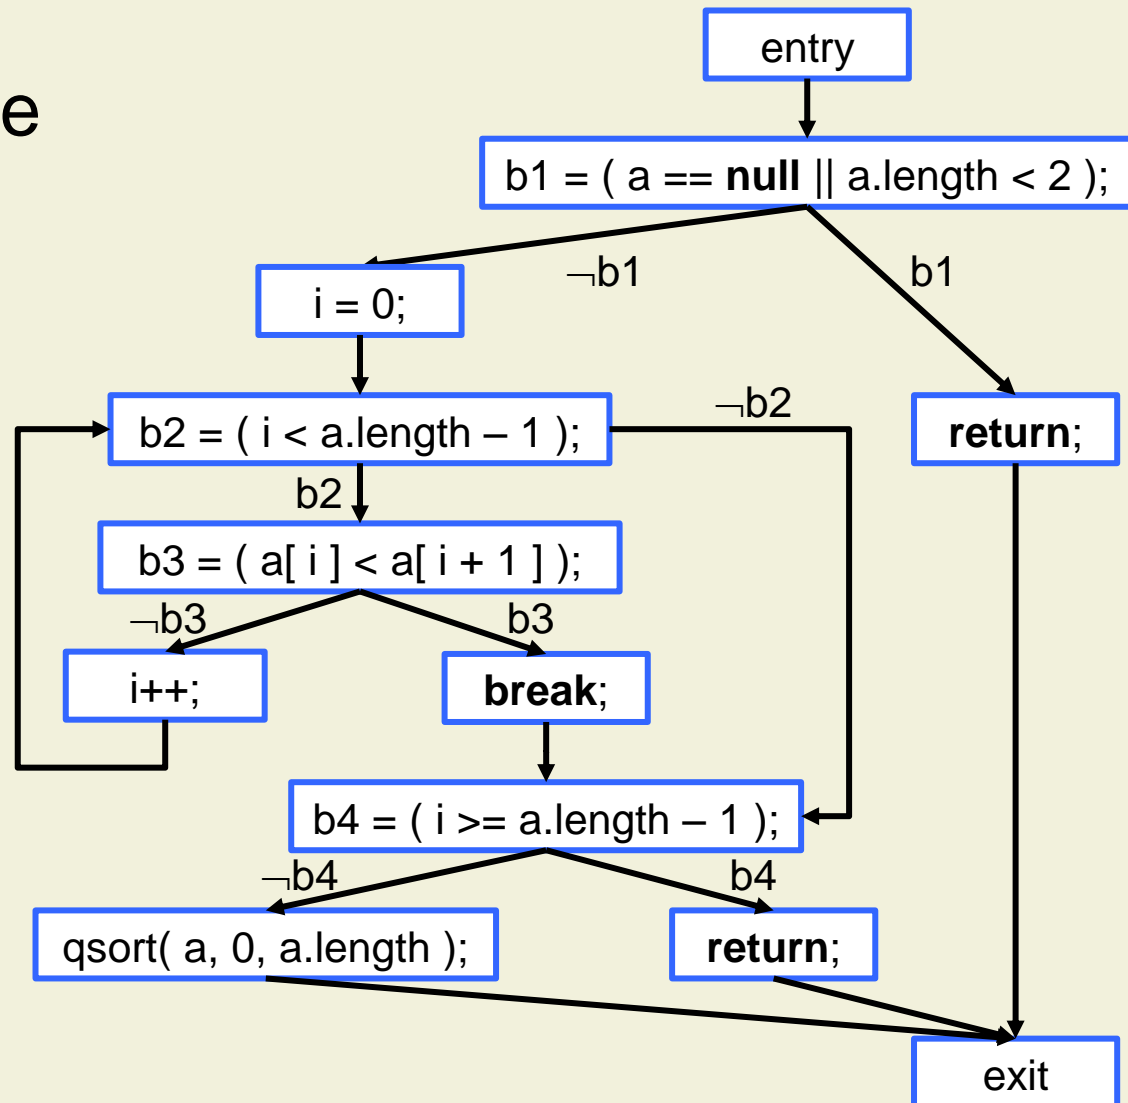 entry
e
b1 = ( a == null || a.length < 2 );
¬b1
b1
i = 0;
b2 = ( i < a.length – 1 );
¬b2
return;
b2
b3 = ( a[ i ] < a[ i + 1 ] );
¬b3
b3
i++;
break;
b4 = ( i >= a.length – 1 );
¬b4
b4
qsort( a, 0, a.length );
return;
exit